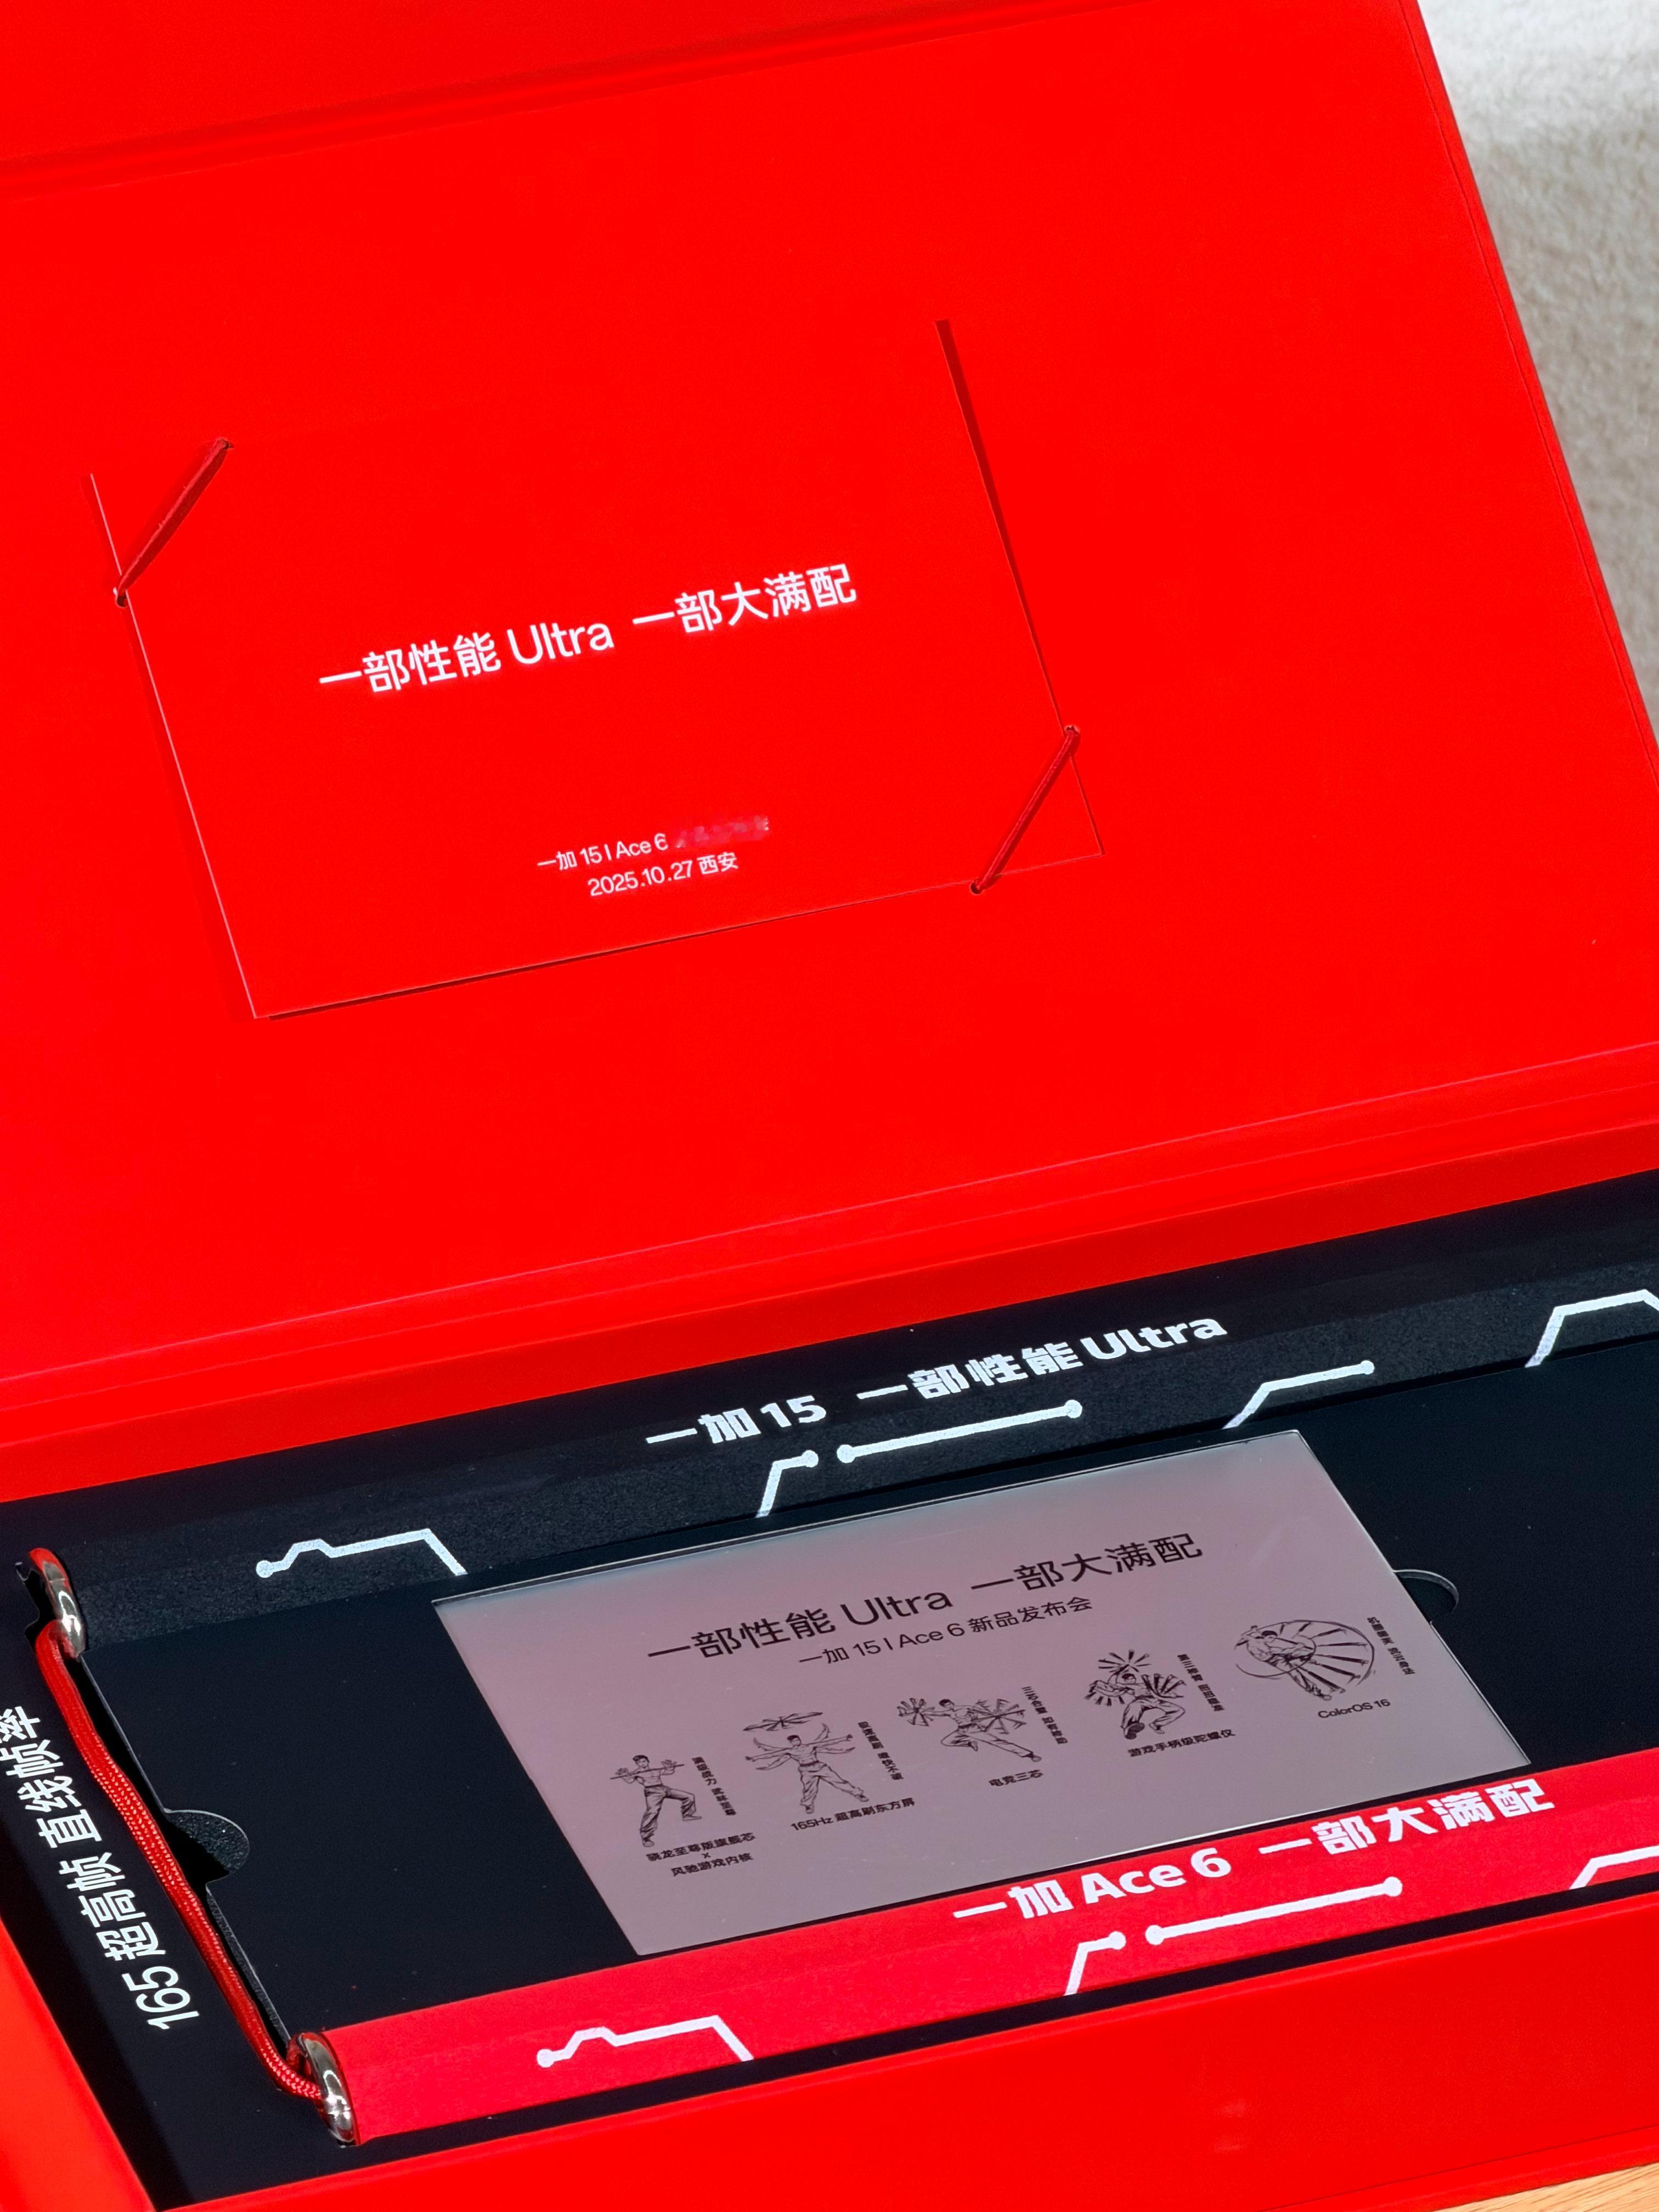 一部性能 Ultra 一部大满配
一加 15 | Ace 6
2025.10.27 西安
一加 15 一部性能 Ultra
一部性能 Ultra 一部大满配
一加 15 | Ace 6 新品发布会
骁龙至尊版旗舰芯
×
风驰游戏内核
165Hz 超高刷东方屏
电竞三芯
游戏手柄级陀螺仪
ColorOS 16
一加 Ace 6 一部大满配
165 超高帧 直线帧率